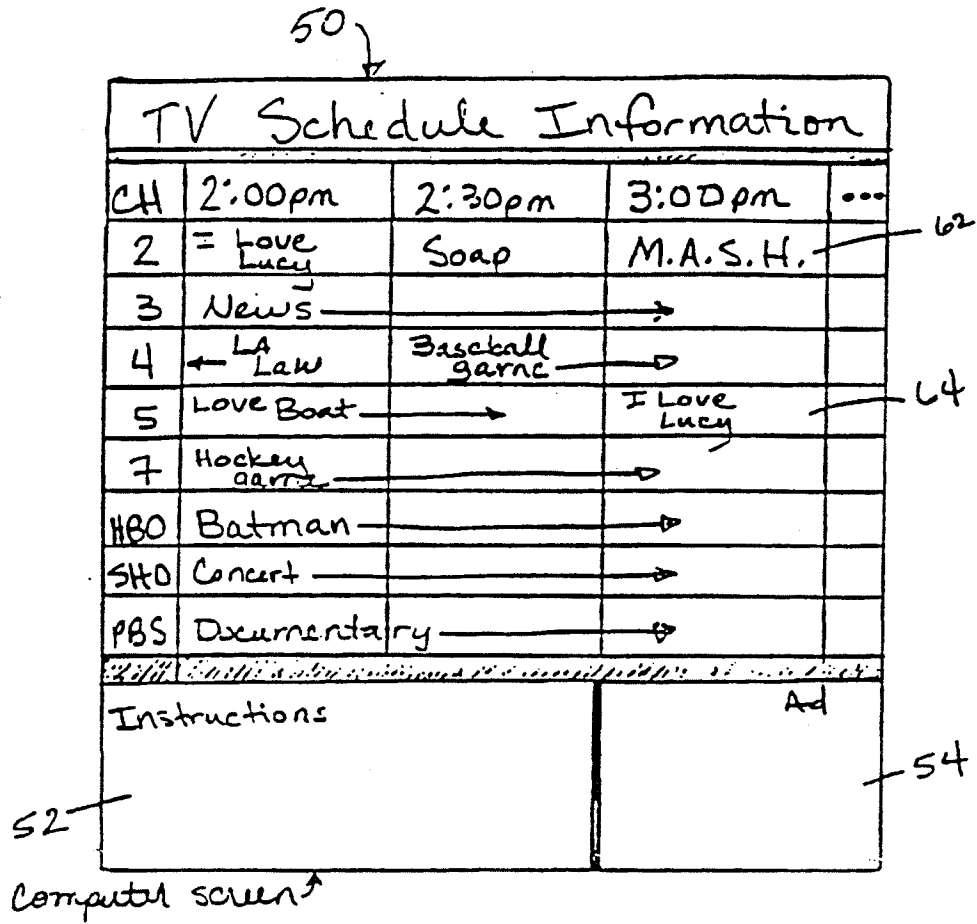 50
TV Schedule Information
CH 2:00pm 2:30pm 3:00pm ...
2 I Love Lucy Soap M.A.S.H. 62
3 News
4 LA Law Baseball game
5 Love Boat I Love Lucy 64
7 Hockey game
HBO Batman
SHO Concert
PBS Documentary
Instructions Ad
52 54
Computer screen